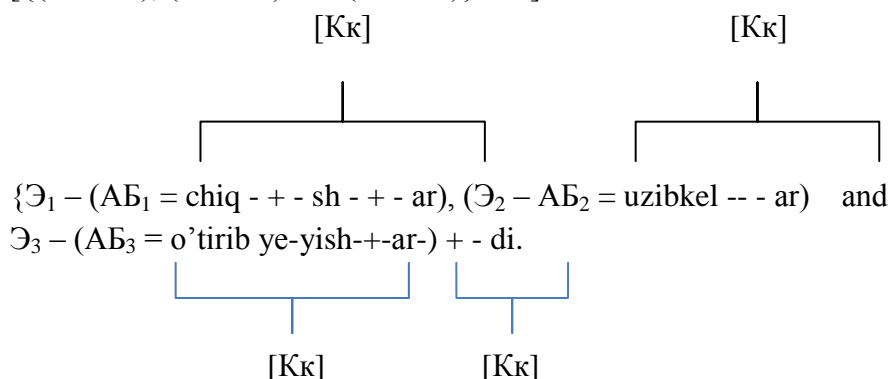 [Кк] [Кк]
{Э₁ – (АБ₁ = chiq - + - sh - + - ar), (Э₂ – АБ₂ = uzibkel -- - ar) and
Э₃ – (АБ₃ = o’tirib ye-yish-+-ar-) + - di.
[Кк] [Кк]